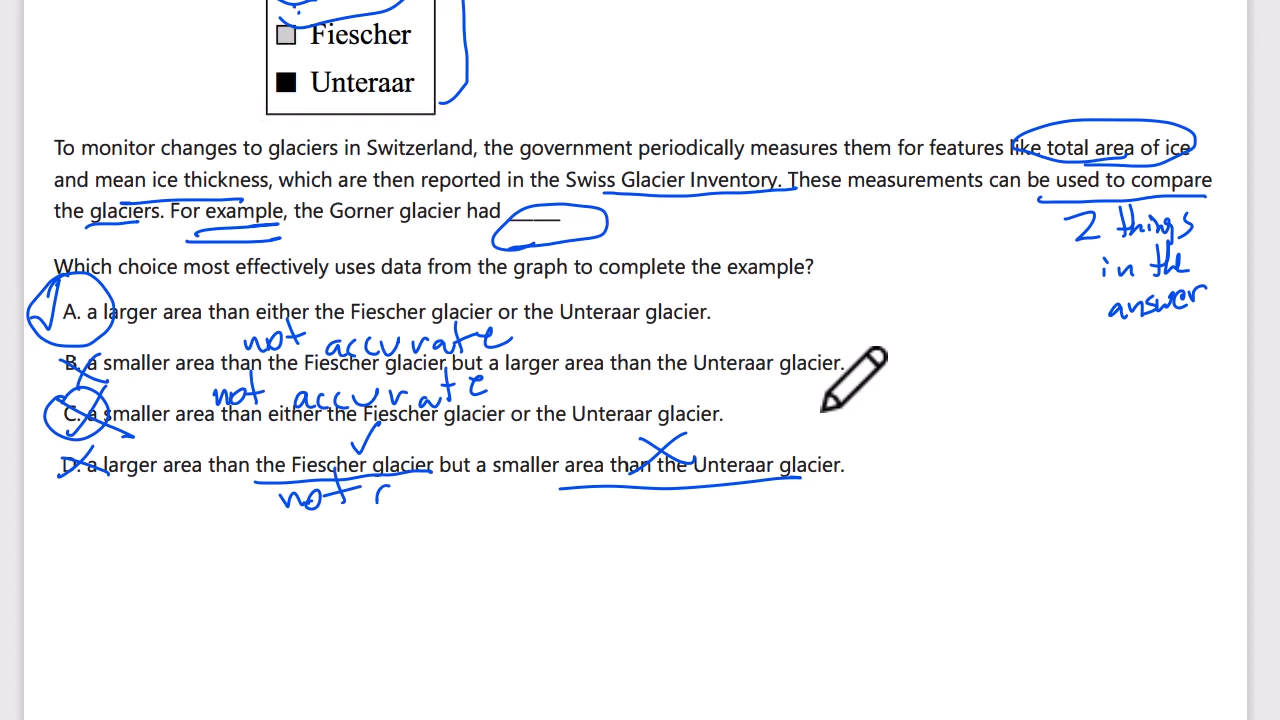 Fiescher
Unteraar
To monitor changes to glaciers in Switzerland, the government periodically measures them for features like total area of ice
and mean ice thickness, which are then reported in the Swiss Glacier Inventory. These measurements can be used to compare
the glaciers. For example, the Gorner glacier had _____
2 things
in the
answer
Which choice most effectively uses data from the graph to complete the example?
A. a larger area than either the Fiescher glacier or the Unteraar glacier.
not accurate
B. a smaller area than the Fiescher glacier but a larger area than the Unteraar glacier.
not accurate
C. a smaller area than either the Fiescher glacier or the Unteraar glacier.
D. a larger area than the Fiescher glacier but a smaller area than the Unteraar glacier.
not r